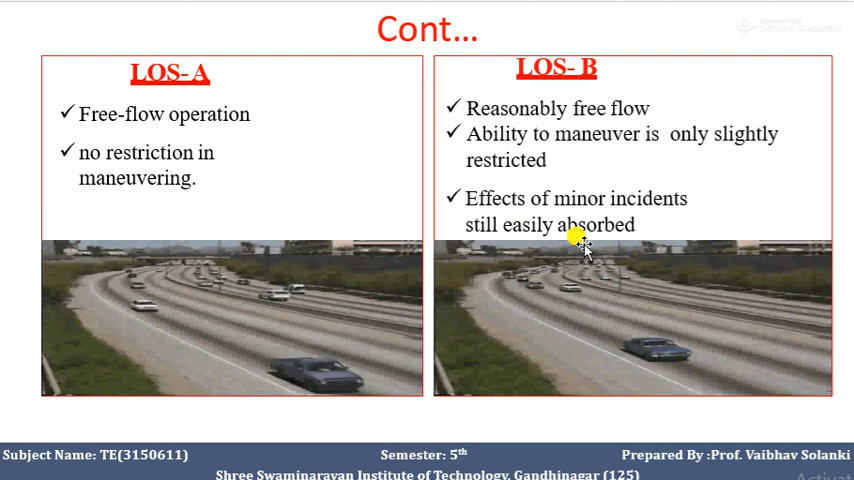 Cont...
LOS-A
Free-flow operation
no restriction in
maneuvering.
LOS- B
Reasonably free flow
Ability to maneuver is only slightly
restricted
Effects of minor incidents
still easily absorbed
Screen Recorder
Subject Name: TE(3150611)
Semester: 5th
Prepared By :Prof. Vaibhav Solanki
Shree Swaminarayan Institute of Technology, Gandhinagar (125)